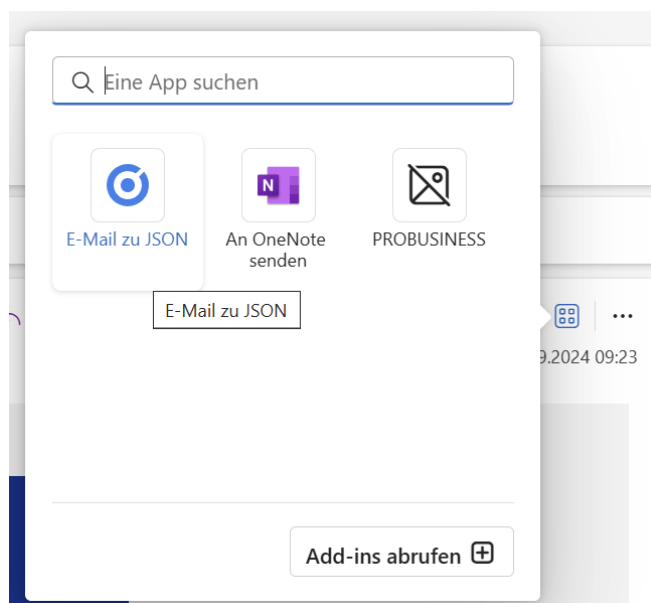 Eine App suchen
E-Mail zu JSON
An OneNote
senden
PROBUSINESS
E-Mail zu JSON
9.2024 09:23
Add-ins abrufen